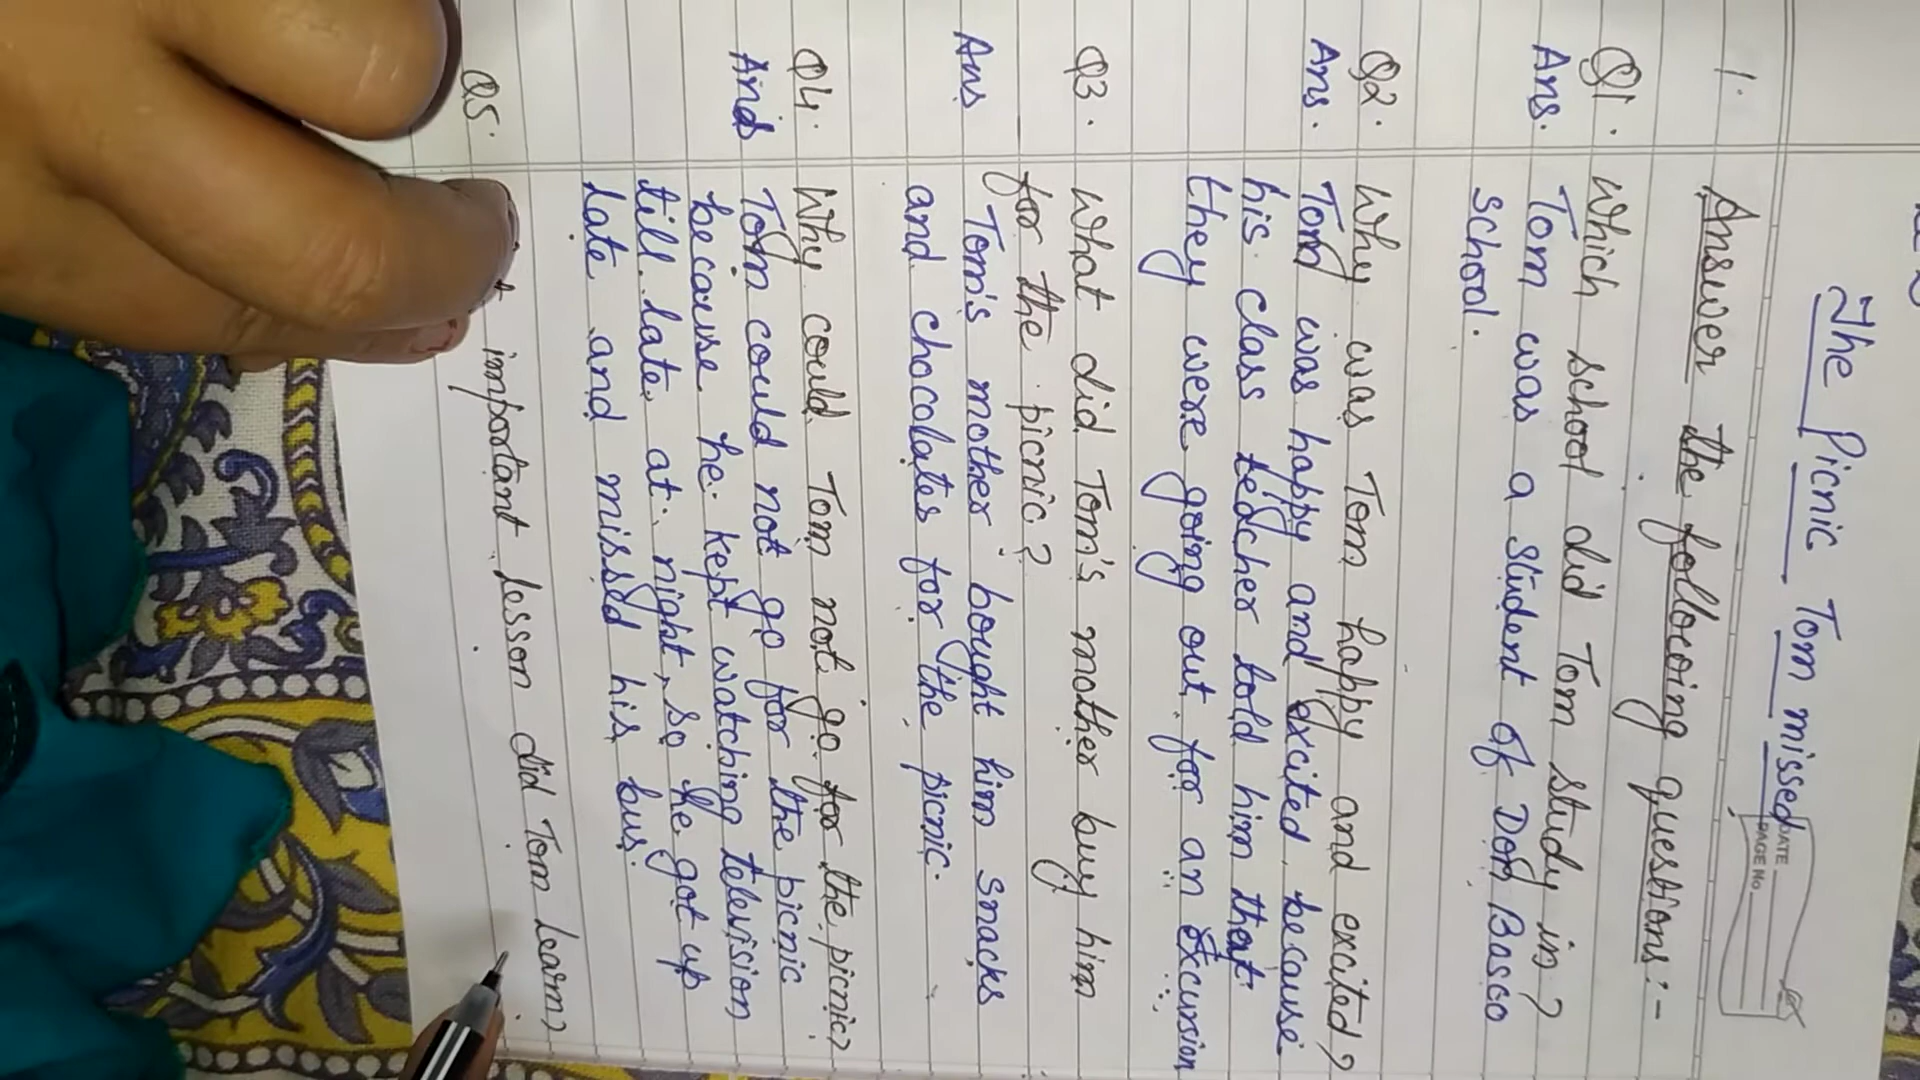 The Picnic Tom missed
DATE
PAGE No.
1. Answer the following questions:-
Q1. Which school did Tom study in?
Ans. Tom was a student of Don Basco
school.
Q2. Why was Tom happy and excited?
Ans. Tom was happy and excited because
his class teacher told him that
they were going out for an Excursion
Q3. What did Tom's mother buy him
for the picnic?
Ans Tom's mother bought him snacks
and chocolates for the picnic.
Q4. Why could Tom not go for the picnic?
Ans Tom could not go for the picnic
because he kept watching television
till late at night, so he got up
late and missed his bus.
Q5. important lesson did Tom learn?